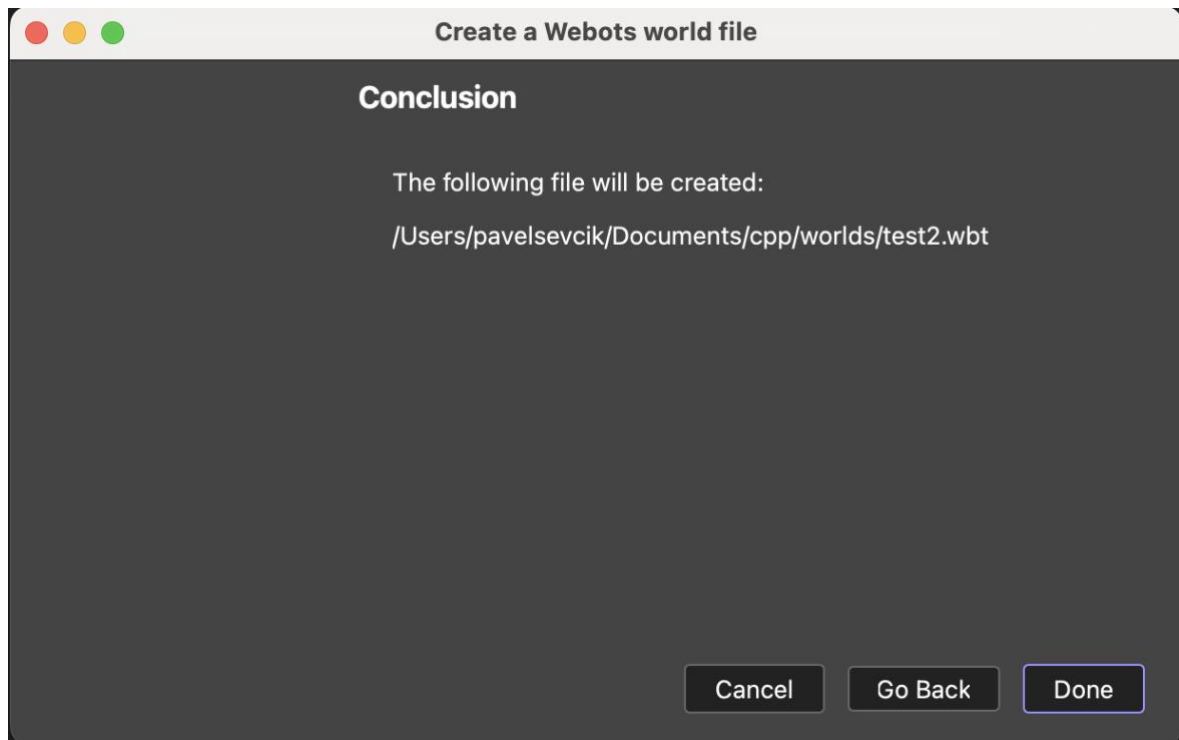 Create a Webots world file
Conclusion
The following file will be created:
/Users/pavelsevcik/Documents/cpp/worlds/test2.wbt
Cancel
Go Back
Done